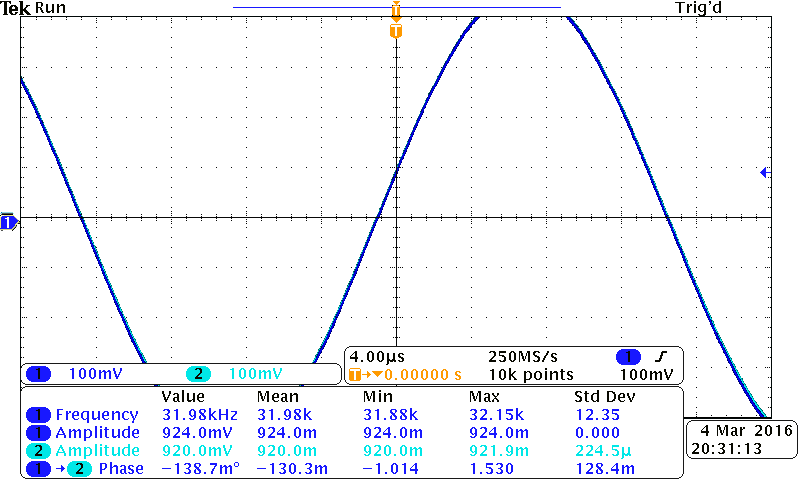 Tek Run Trig'd
T
T
1
1 100mV 2 100mV
4.00µs 250MS/s 1
T→▼0.00000 s 10k points 100mV
Value Mean Min Max Std Dev
1 Frequency 31.98kHz 31.98k 31.88k 32.15k 12.35
1 Amplitude 924.0mV 924.0m 924.0m 924.0m 0.000
2 Amplitude 920.0mV 920.0m 920.0m 921.9m 224.5µ
1 → 2 Phase −138.7m° −130.3m −1.014 1.530 128.4m
4 Mar 2016
20:31:13